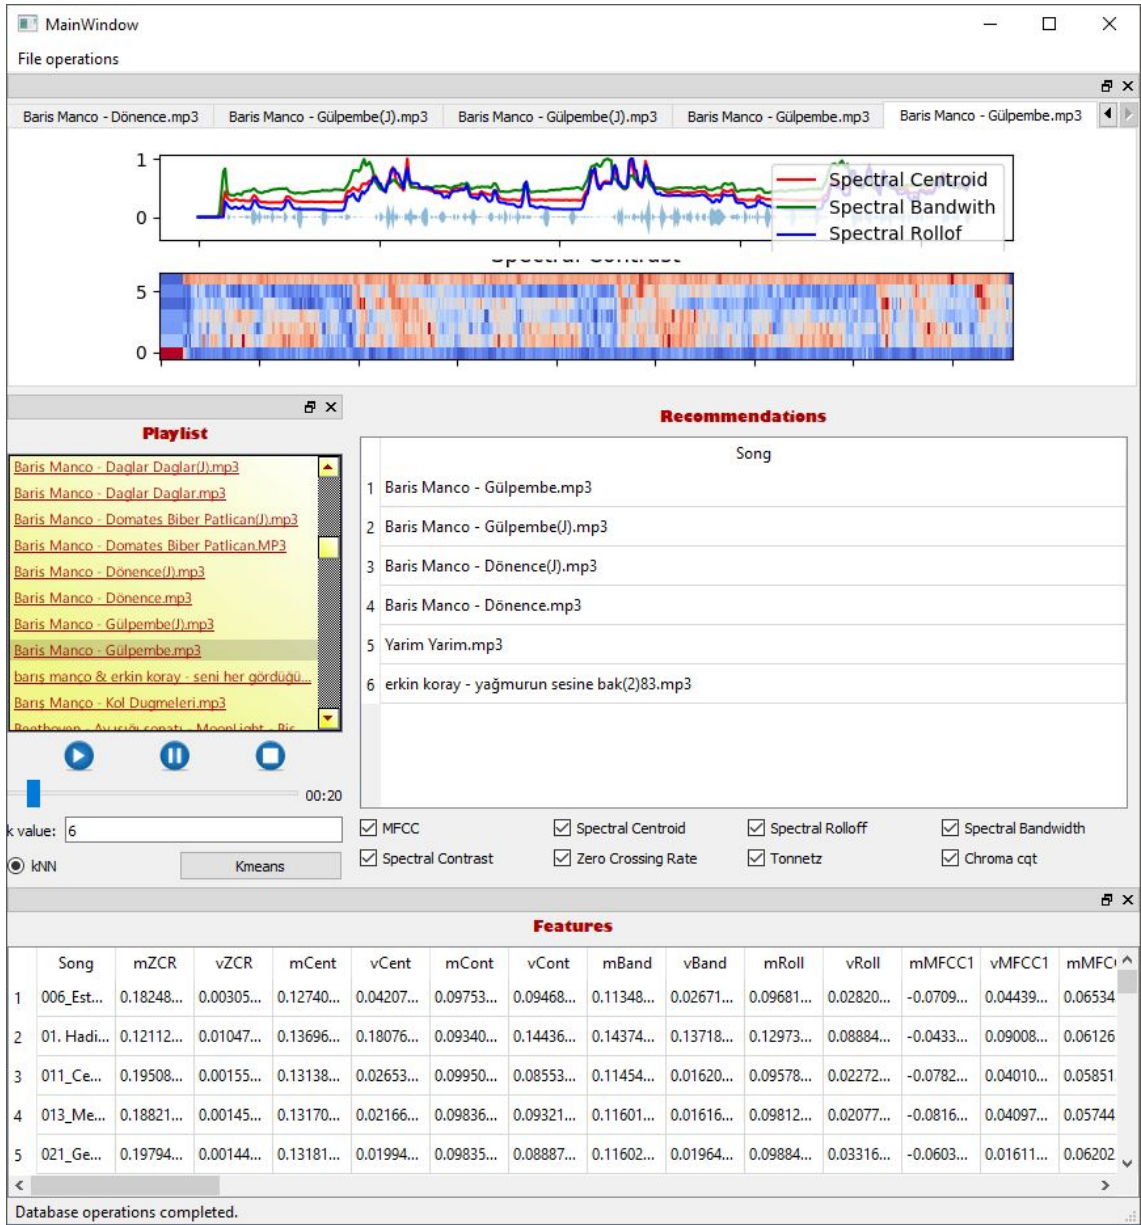 MainWindow
File operations
Baris Manco - Dönence.mp3 Baris Manco - Gülpembe(J).mp3 Baris Manco - Gülpembe(J).mp3 Baris Manco - Gülpembe.mp3 Baris Manco - Gülpembe.mp3
1
0
Spectral Centroid
Spectral Bandwith
Spectral Rollof
Spectral Contrast
5
0
Playlist
Baris Manco - Daglar Daglar(J).mp3
Baris Manco - Daglar Daglar.mp3
Baris Manco - Domates Biber Patlican(J).mp3
Baris Manco - Domates Biber Patlican.MP3
Baris Manco - Dönence(J).mp3
Baris Manco - Dönence.mp3
Baris Manco - Gülpembe(J).mp3
Baris Manco - Gülpembe.mp3
barış manço & erkin koray - seni her gördüğü...
Barış Manço - Kol Dugmeleri.mp3
Beethoven - Ay ışığı sonatı - MoonLight - Bis
00:20
k value: 6
kNN Kmeans
Recommendations
Song
1 Baris Manco - Gülpembe.mp3
2 Baris Manco - Gülpembe(J).mp3
3 Baris Manco - Dönence(J).mp3
4 Baris Manco - Dönence.mp3
5 Yarim Yarim.mp3
6 erkin koray - yağmurun sesine bak(2)83.mp3
MFCC Spectral Centroid Spectral Rolloff Spectral Bandwidth
Spectral Contrast Zero Crossing Rate Tonnetz Chroma cqt
Features
Song mZCR vZCR mCent vCent mCont vCont mBand vBand mRoll vRoll mMFCC1 vMFCC1 mMFC
1 006_Est... 0.18248... 0.00305... 0.12740... 0.04207... 0.09753... 0.09468... 0.11348... 0.02671... 0.09681... 0.02820... -0.0709... 0.04439... 0.06534
2 01. Hadi... 0.12112... 0.01047... 0.13696... 0.18076... 0.09340... 0.14436... 0.14374... 0.13718... 0.12973... 0.08884... -0.0433... 0.09008... 0.06126
3 011_Ce... 0.19508... 0.00155... 0.13138... 0.02653... 0.09950... 0.08553... 0.11454... 0.01620... 0.09578... 0.02272... -0.0782... 0.04010... 0.05851
4 013_Me... 0.18821... 0.00145... 0.13170... 0.02166... 0.09836... 0.09321... 0.11601... 0.01616... 0.09812... 0.02077... -0.0816... 0.04097... 0.05744
5 021_Ge... 0.19794... 0.00144... 0.13181... 0.01994... 0.09835... 0.08887... 0.11602... 0.01964... 0.09884... 0.03316... -0.0603... 0.01611... 0.06202
Database operations completed.